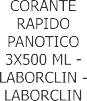 CORANTE
RAPIDO
PANOTICO
3X500 ML -
LABORCLIN -
LABORCLIN